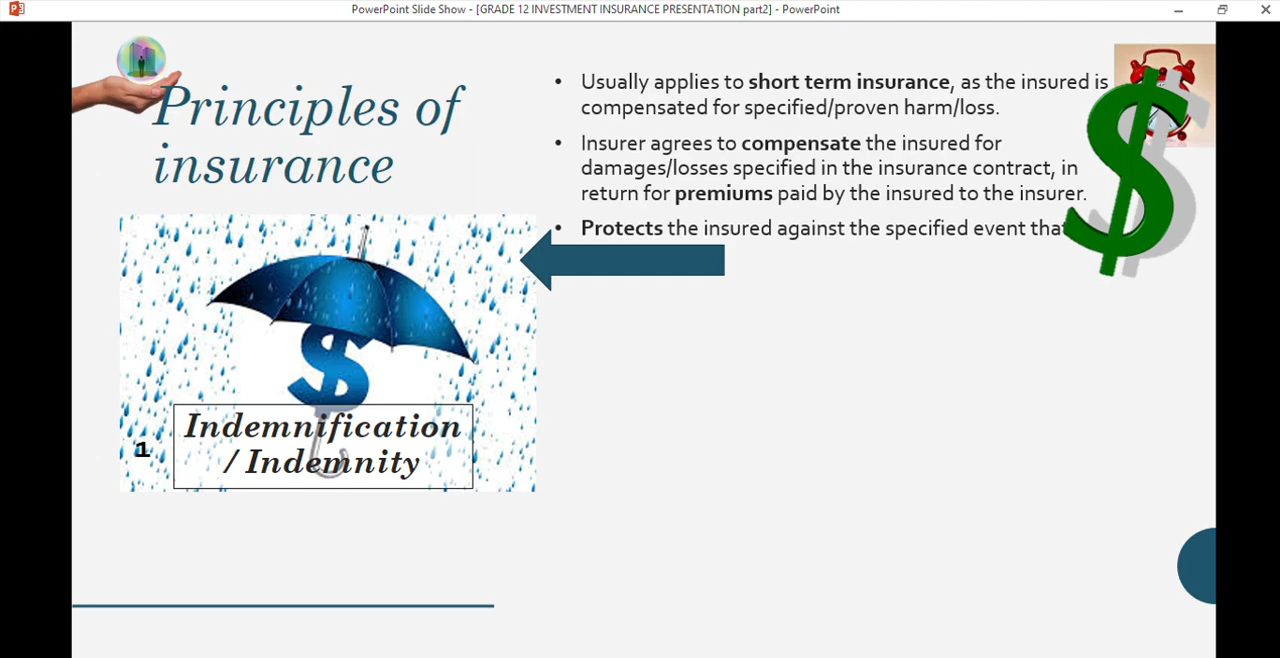 PowerPoint Slide Show - [GRADE 12 INVESTMENT INSURANCE PRESENTATION part2] - PowerPoint
Principles of
insurance
Indemnification
1 / Indemnity
• Usually applies to short term insurance, as the insured is
compensated for specified/proven harm/loss.
• Insurer agrees to compensate the insured for
damages/losses specified in the insurance contract, in
return for premiums paid by the insured to the insurer.
• Protects the insured against the specified event